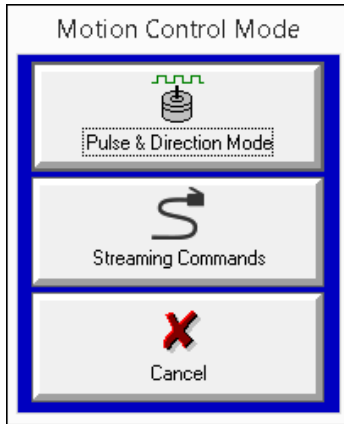 Motion Control Mode
Pulse & Direction Mode
Streaming Commands
Cancel